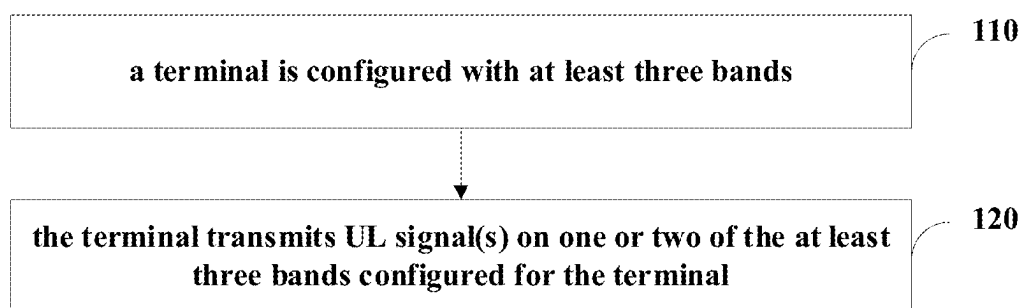 110
a terminal is configured with at least three bands
120
the terminal transmits UL signal(s) on one or two of the at least
three bands configured for the terminal